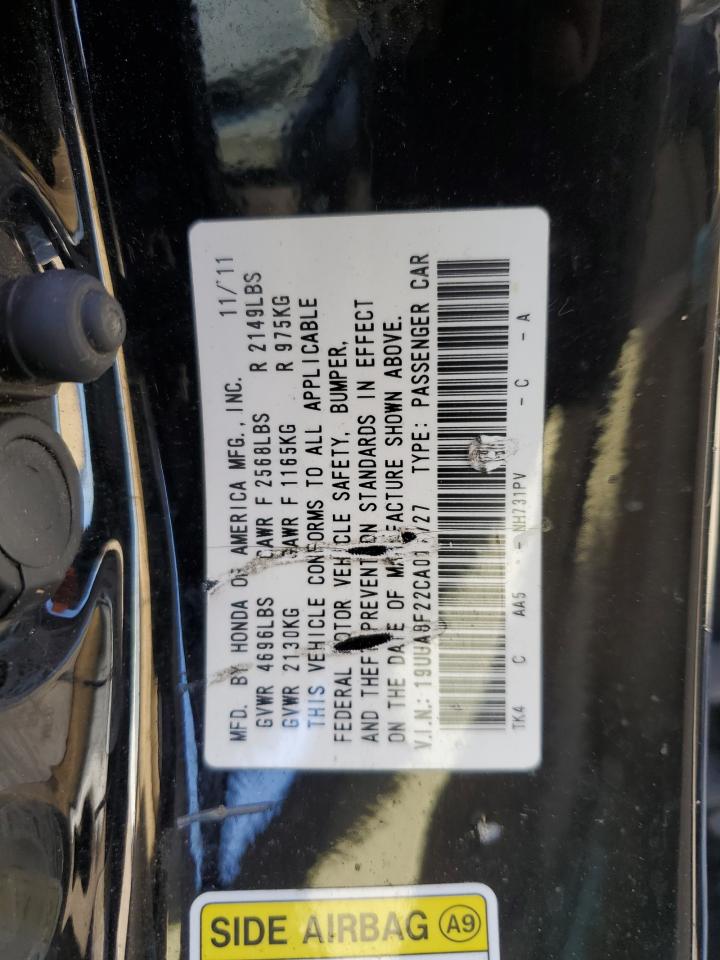 MFD. BY HONDA OF AMERICA MFG., INC. 11/11
GVWR 4696LBS GAWR F 2568LBS R 2149LBS
GVWR 2130KG GAWR F 1165KG R 975KG
THIS VEHICLE CONFORMS TO ALL APPLICABLE
FEDERAL MOTOR VEHICLE SAFETY, BUMPER,
AND THEFT PREVENTION STANDARDS IN EFFECT
ON THE DATE OF MANUFACTURE SHOWN ABOVE.
V.I.N.: TYPE: PASSENGER CAR
TK4 C AA5 - NH731PV - C - A
SIDE AIRBAG A9